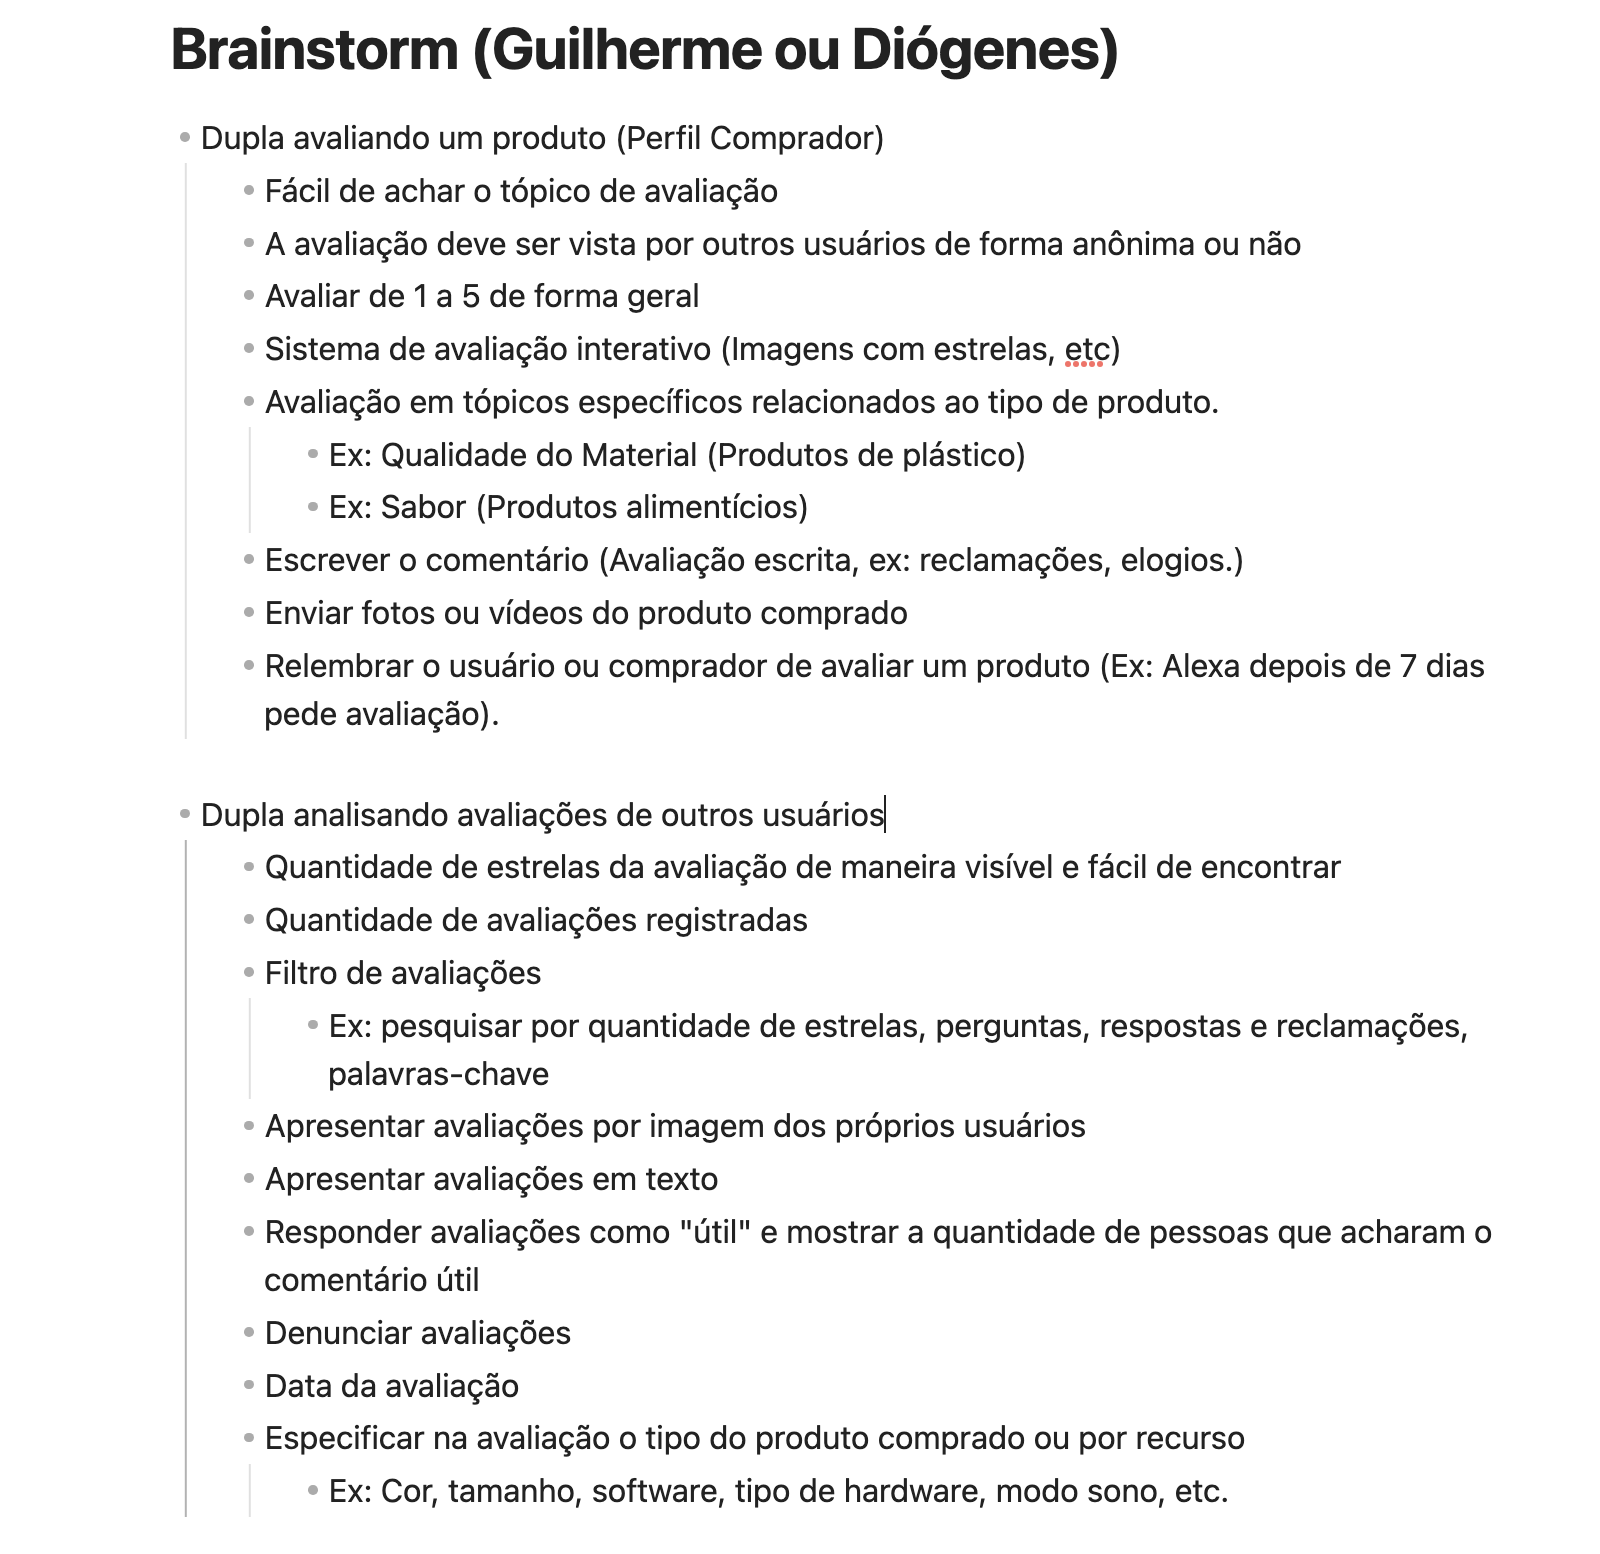 Brainstorm (Guilherme ou Diógenes)
Dupla avaliando um produto (Perfil Comprador)
Fácil de achar o tópico de avaliação
A avaliação deve ser vista por outros usuários de forma anônima ou não
Avaliar de 1 a 5 de forma geral
Sistema de avaliação interativo (Imagens com estrelas, etc)
Avaliação em tópicos específicos relacionados ao tipo de produto.
Ex: Qualidade do Material (Produtos de plástico)
Ex: Sabor (Produtos alimentícios)
Escrever o comentário (Avaliação escrita, ex: reclamações, elogios.)
Enviar fotos ou vídeos do produto comprado
Relembrar o usuário ou comprador de avaliar um produto (Ex: Alexa depois de 7 dias
pede avaliação).
Dupla analisando avaliações de outros usuários
Quantidade de estrelas da avaliação de maneira visível e fácil de encontrar
Quantidade de avaliações registradas
Filtro de avaliações
Ex: pesquisar por quantidade de estrelas, perguntas, respostas e reclamações,
palavras-chave
Apresentar avaliações por imagem dos próprios usuários
Apresentar avaliações em texto
Responder avaliações como "útil" e mostrar a quantidade de pessoas que acharam o
comentário útil
Denunciar avaliações
Data da avaliação
Especificar na avaliação o tipo do produto comprado ou por recurso
Ex: Cor, tamanho, software, tipo de hardware, modo sono, etc.